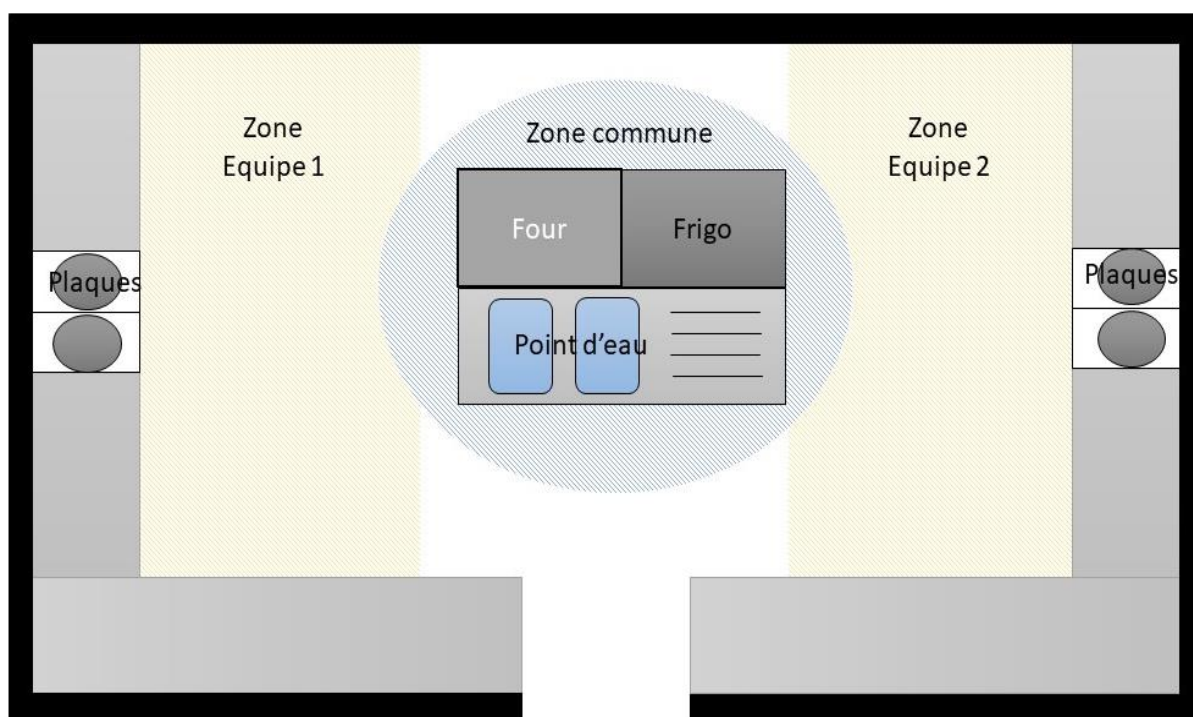 Zone
Equipe 1
Zone commune
Zone
Equipe 2
Four
Frigo
Plaques
Plaques
Point d’eau